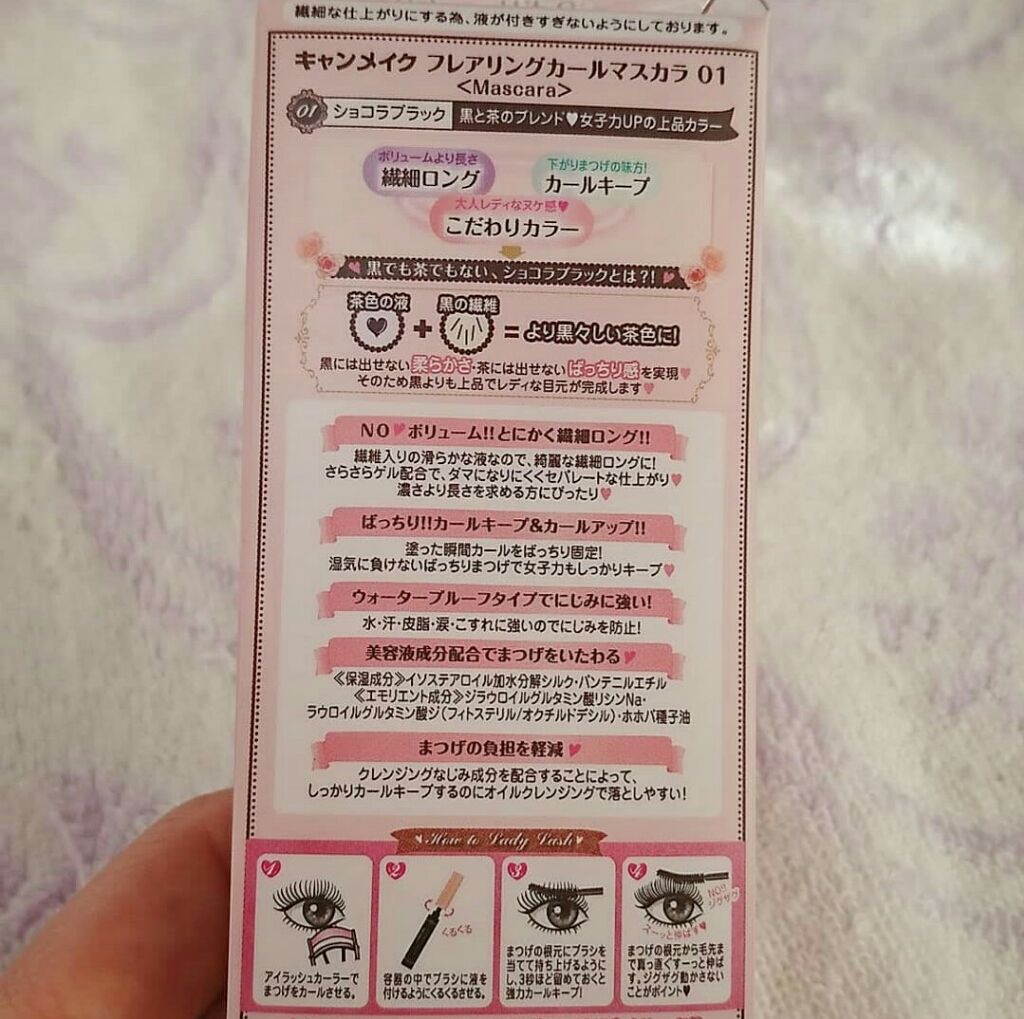 繊細な仕上がりにする為、液が付きすぎないようにしております。
キャンメイク フレアリングカールマスカラ 01
<Mascara>
01 ショコラブラック 黒と茶のブレンド♥女子力UPの上品カラー
ボリュームより長さ
繊細ロング
下がりまつげの味方!
カールキープ
大人レディなヌケ感♥
こだわりカラー
黒でも茶でもない、ショコラブラックとは?!
茶色の液 + 黒の繊維 = より黒々しい茶色に!
黒には出せない柔らかさ・茶には出せないぱっちり感を実現♥
そのため黒よりも上品でレディな目元が完成します♥
NO♥ボリューム!!とにかく繊細ロング!!
繊維入りの滑らかな液なので、綺麗な繊細ロングに!
さらさらゲル配合で、ダマになりにくくセパレートな仕上がり♥
濃さより長さを求める方にぴったり♥
ぱっちり!!カールキープ&カールアップ!!
塗った瞬間カールをぱっちり固定!
湿気に負けないぱっちりまつげで女子力もしっかりキープ♥
ウォータープルーフタイプでにじみに強い!
水・汗・皮脂・涙・こすれに強いのでにじみを防止!
美容液成分配合でまつげをいたわる♥
≪保湿成分≫イソステアロイル加水分解シルク・パンテニルエチル
≪エモリエント成分≫ジラウロイルグルタミン酸リシンNa・
ラウロイルグルタミン酸ジ(フィトステリル/オクチルドデシル)・ホホバ種子油
まつげの負担を軽減♥
クレンジングなじみ成分を配合することによって、
しっかりカールキープするのにオイルクレンジングで落としやすい!
♥How to Lady Lash♥
1
アイラッシュカーラーで
まつげをカールさせる。
2
くるくる
容器の中でブラシに液を
付けるようにくるくるさせる。
3
まつげの根元にブラシを
当てて持ち上げるように
し、3秒ほど留めておくと
強力カールキープ!
4
NO!!
ジグザグ
スーッと伸ばす♥
まつげの根元から毛先ま
で真っ直ぐすーっと伸ば
す。ジグザグ動かさない
ことがポイント♥